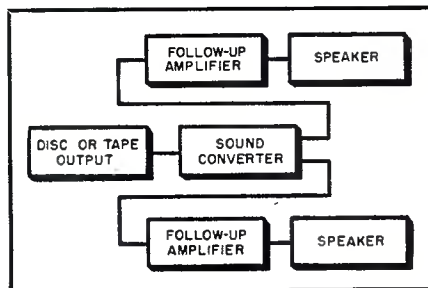 FOLLOW-UP
AMPLIFIER
SPEAKER
DISC OR TAPE
OUTPUT
SOUND
CONVERTER
FOLLOW-UP
AMPLIFIER
SPEAKER